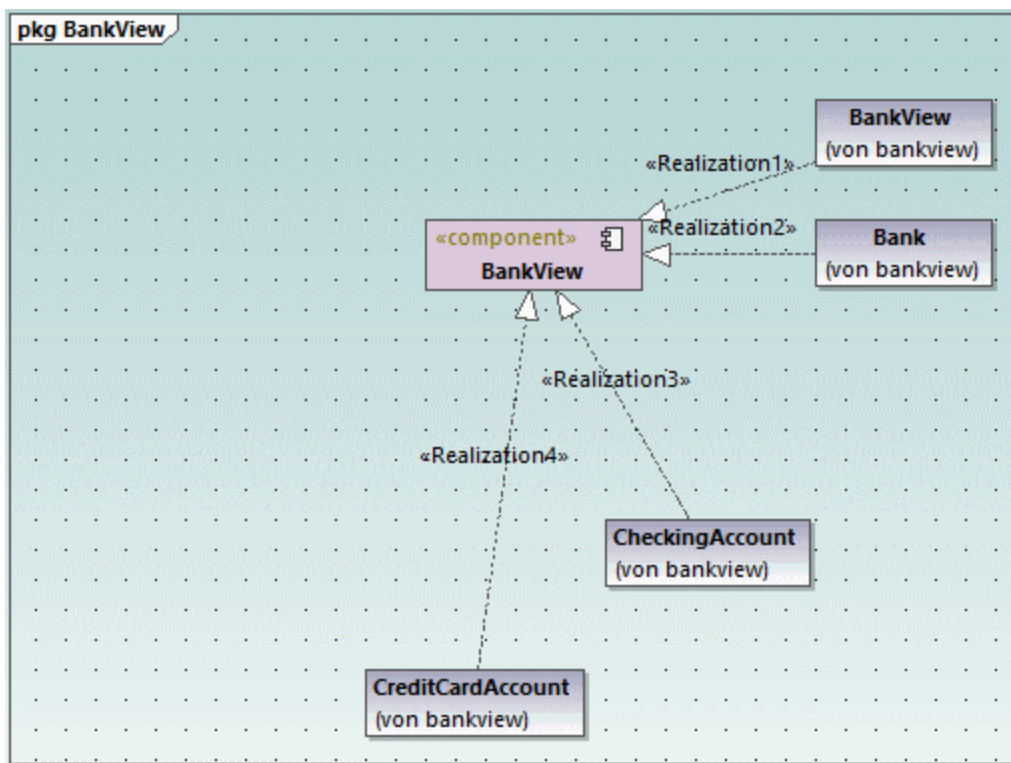 pkg BankView
BankView
(von bankview)
«Realization1»
«component»
BankView
«Realization2»
Bank
(von bankview)
«Realization3»
«Realization4»
CheckingAccount
(von bankview)
CreditCardAccount
(von bankview)